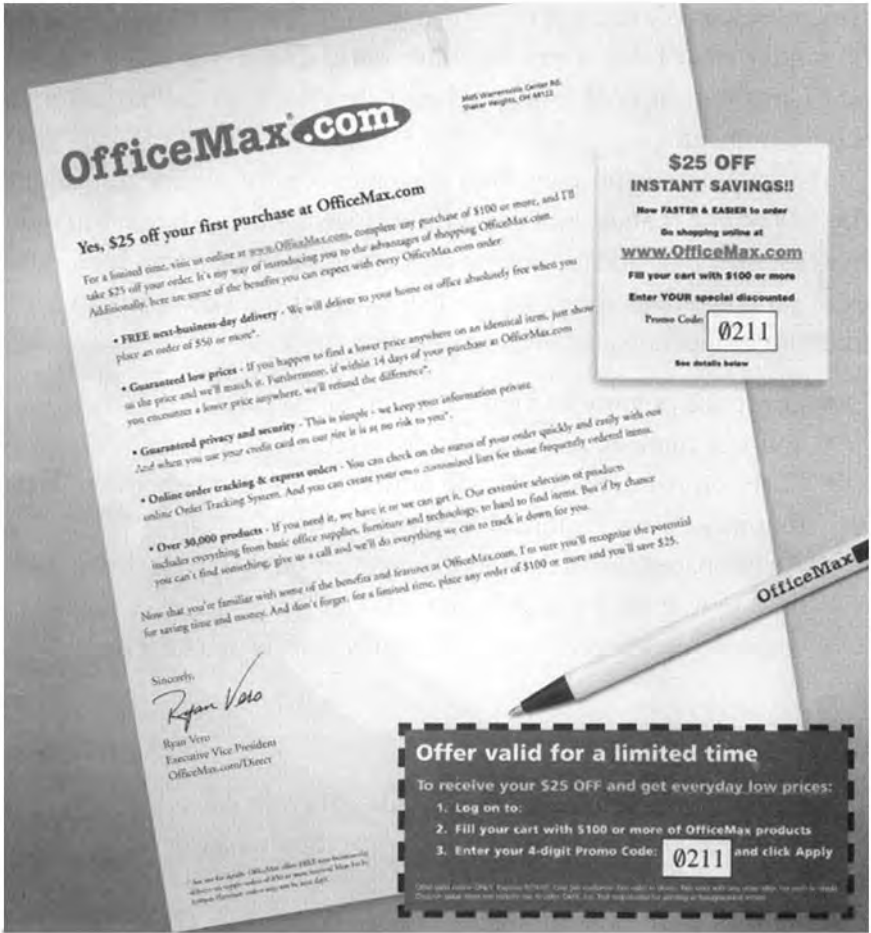 OfficeMax.com
3605 Warrensville Center Rd.
Shaker Heights, OH 44122
Yes, $25 off your first purchase at OfficeMax.com
For a limited time, visit us online at www.OfficeMax.com, complete any purchase of $100 or more, and I'll
take $25 off your order. It's my way of introducing you to the advantages of shopping OfficeMax.com.
Additionally, here are some of the benefits you can expect with every OfficeMax.com order:
• FREE next-business-day delivery - We will deliver to your home or office absolutely free when you
place an order of $50 or more*.
• Guaranteed low prices - If you happen to find a lower price anywhere on an identical item, just show
us the price and we'll match it. Furthermore, if within 14 days of your purchase at OfficeMax.com
you encounter a lower price anywhere, we'll refund the difference*.
• Guaranteed privacy and security - This is simple - we keep your information private.
And when you use your credit card on our site it is at no risk to you*.
• Online order tracking & express orders - You can check on the status of your order quickly and easily with our
online Order Tracking System. And you can create your own customized lists for those frequently ordered items.
• Over 30,000 products - If you need it, we have it or we can get it. Our extensive selection of products
includes everything from basic office supplies, furniture and technology, to hard to find items. But if by chance
you can't find something, give us a call and we'll do everything we can to track it down for you.
Now that you're familiar with some of the benefits and features at OfficeMax.com, I'm sure you'll recognize the potential
for saving time and money. And don't forget, for a limited time, place any order of $100 or more and you'll save $25.
Sincerely,
Ryan Vero
Ryan Vero
Executive Vice President
OfficeMax.com/Direct
$25 OFF
INSTANT SAVINGS!!
Now FASTER & EASIER to order
Go shopping online at
www.OfficeMax.com
Fill your cart with $100 or more
Enter YOUR special discounted
Promo Code: 0211
See details below
OfficeMax
Offer valid for a limited time
To receive your $25 OFF and get everyday low prices:
1. Log on to:
2. Fill your cart with $100 or more of OfficeMax products
3. Enter your 4-digit Promo Code: 0211 and click Apply